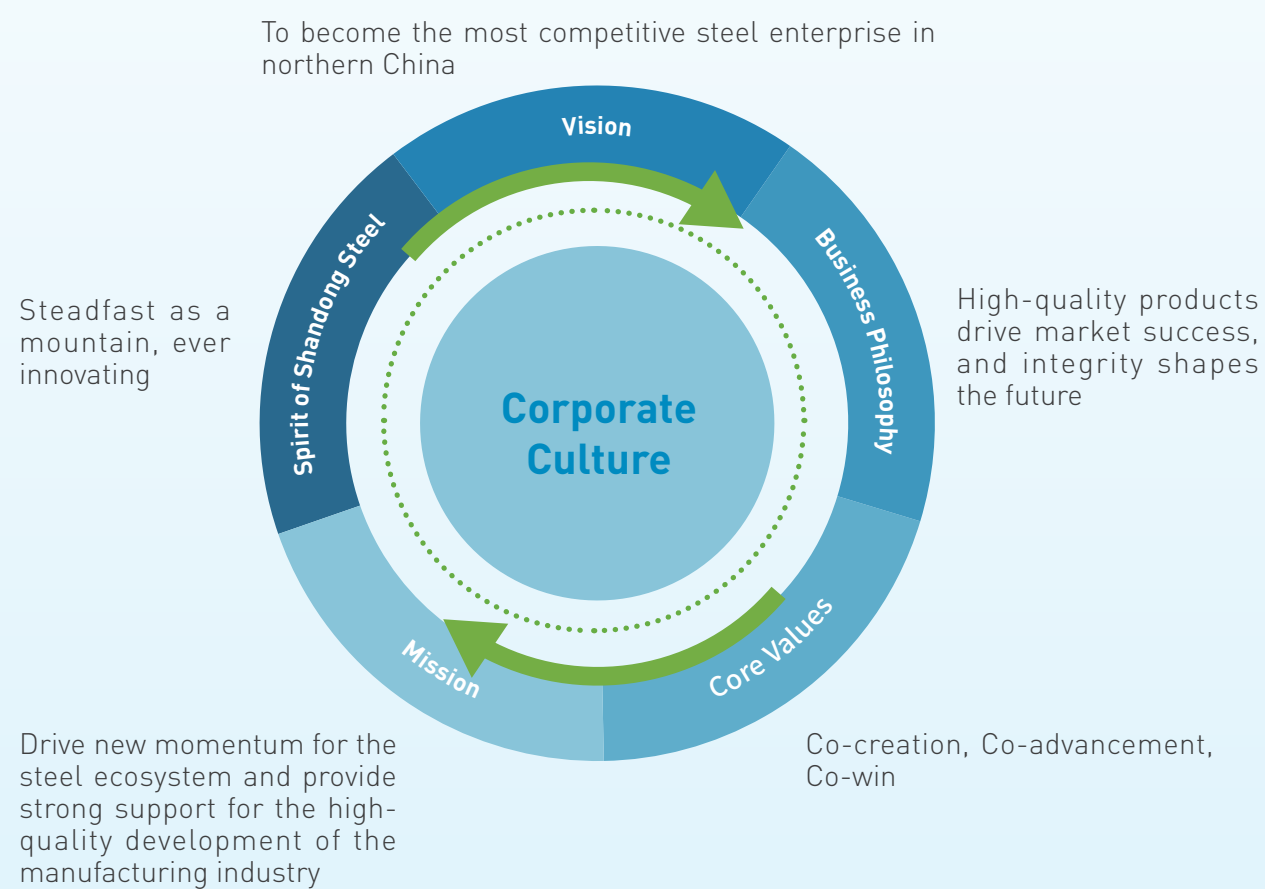 To become the most competitive steel enterprise in
northern China
Vision
Business Philosophy
High-quality products
drive market success,
and integrity shapes
the future
Core Values
Co-creation, Co-advancement,
Co-win
Mission
Drive new momentum for the
steel ecosystem and provide
strong support for the high-
quality development of the
manufacturing industry
Spirit of Shandong Steel
Steadfast as a
mountain, ever
innovating
Corporate
Culture